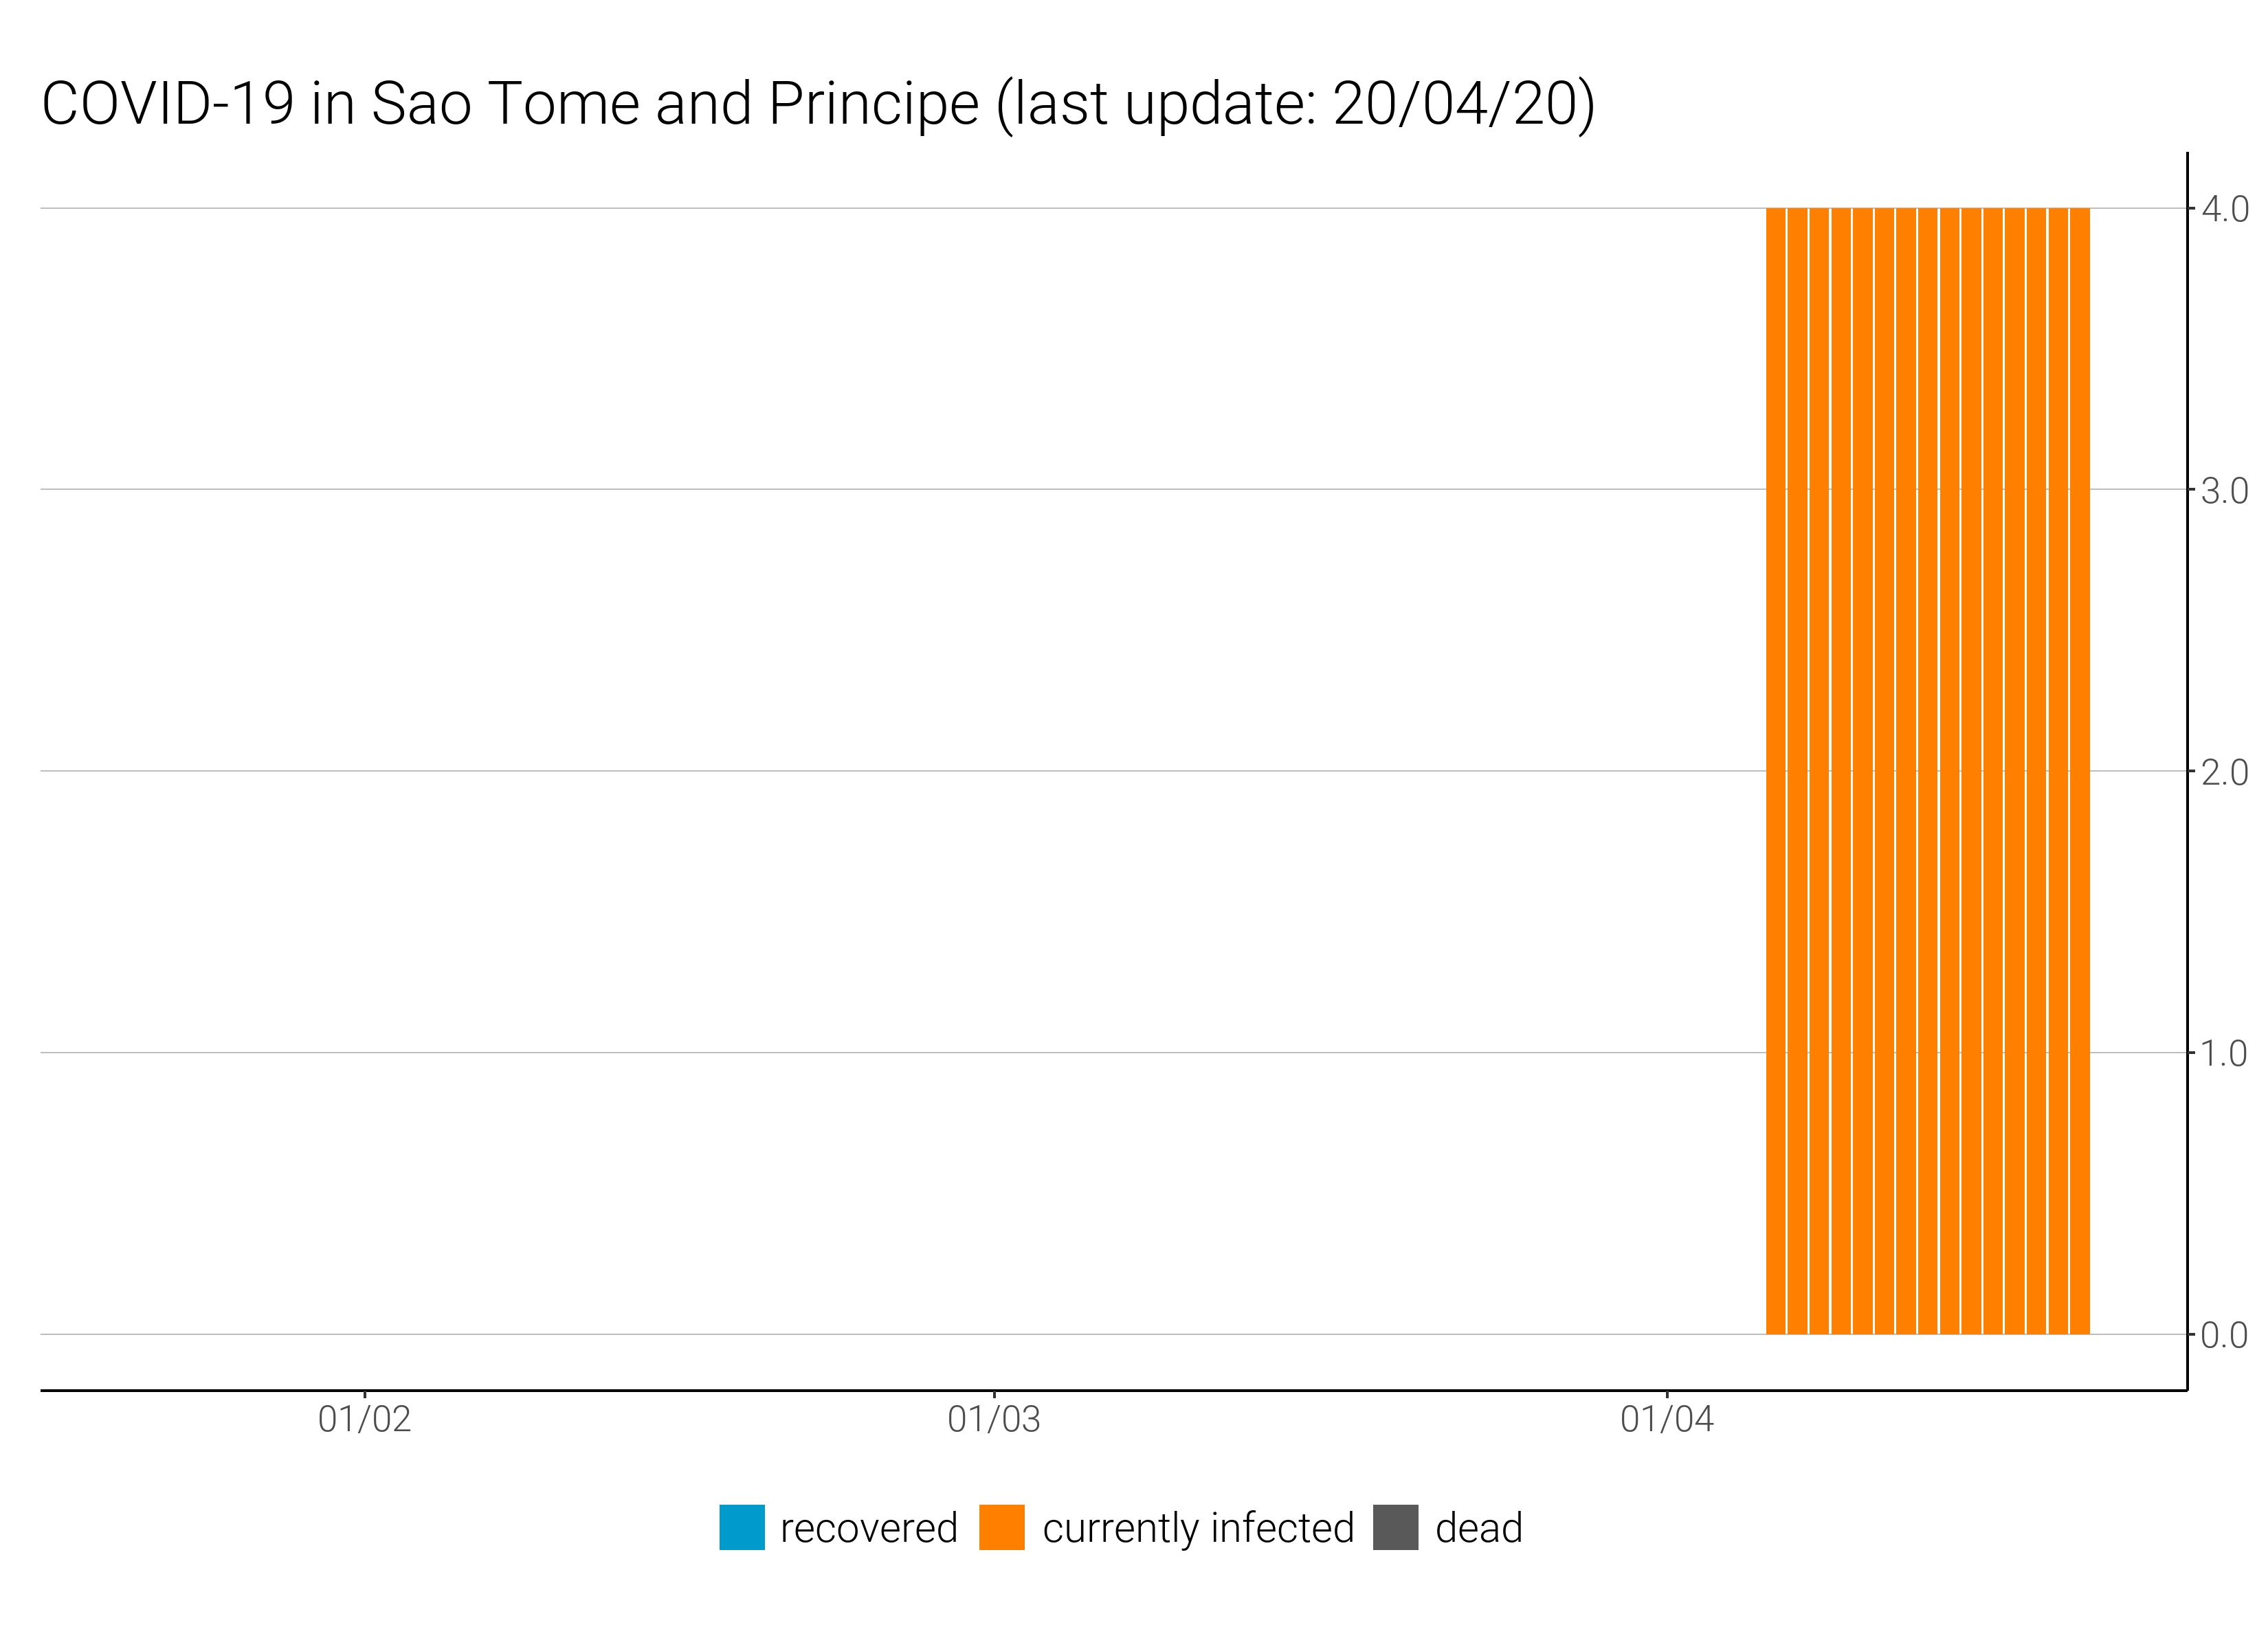 COVID-19 in Sao Tome and Principe (last update: 20/04/20)
4.0
3.0
2.0
1.0
0.0
01/02 01/03 01/04
recovered currently infected dead